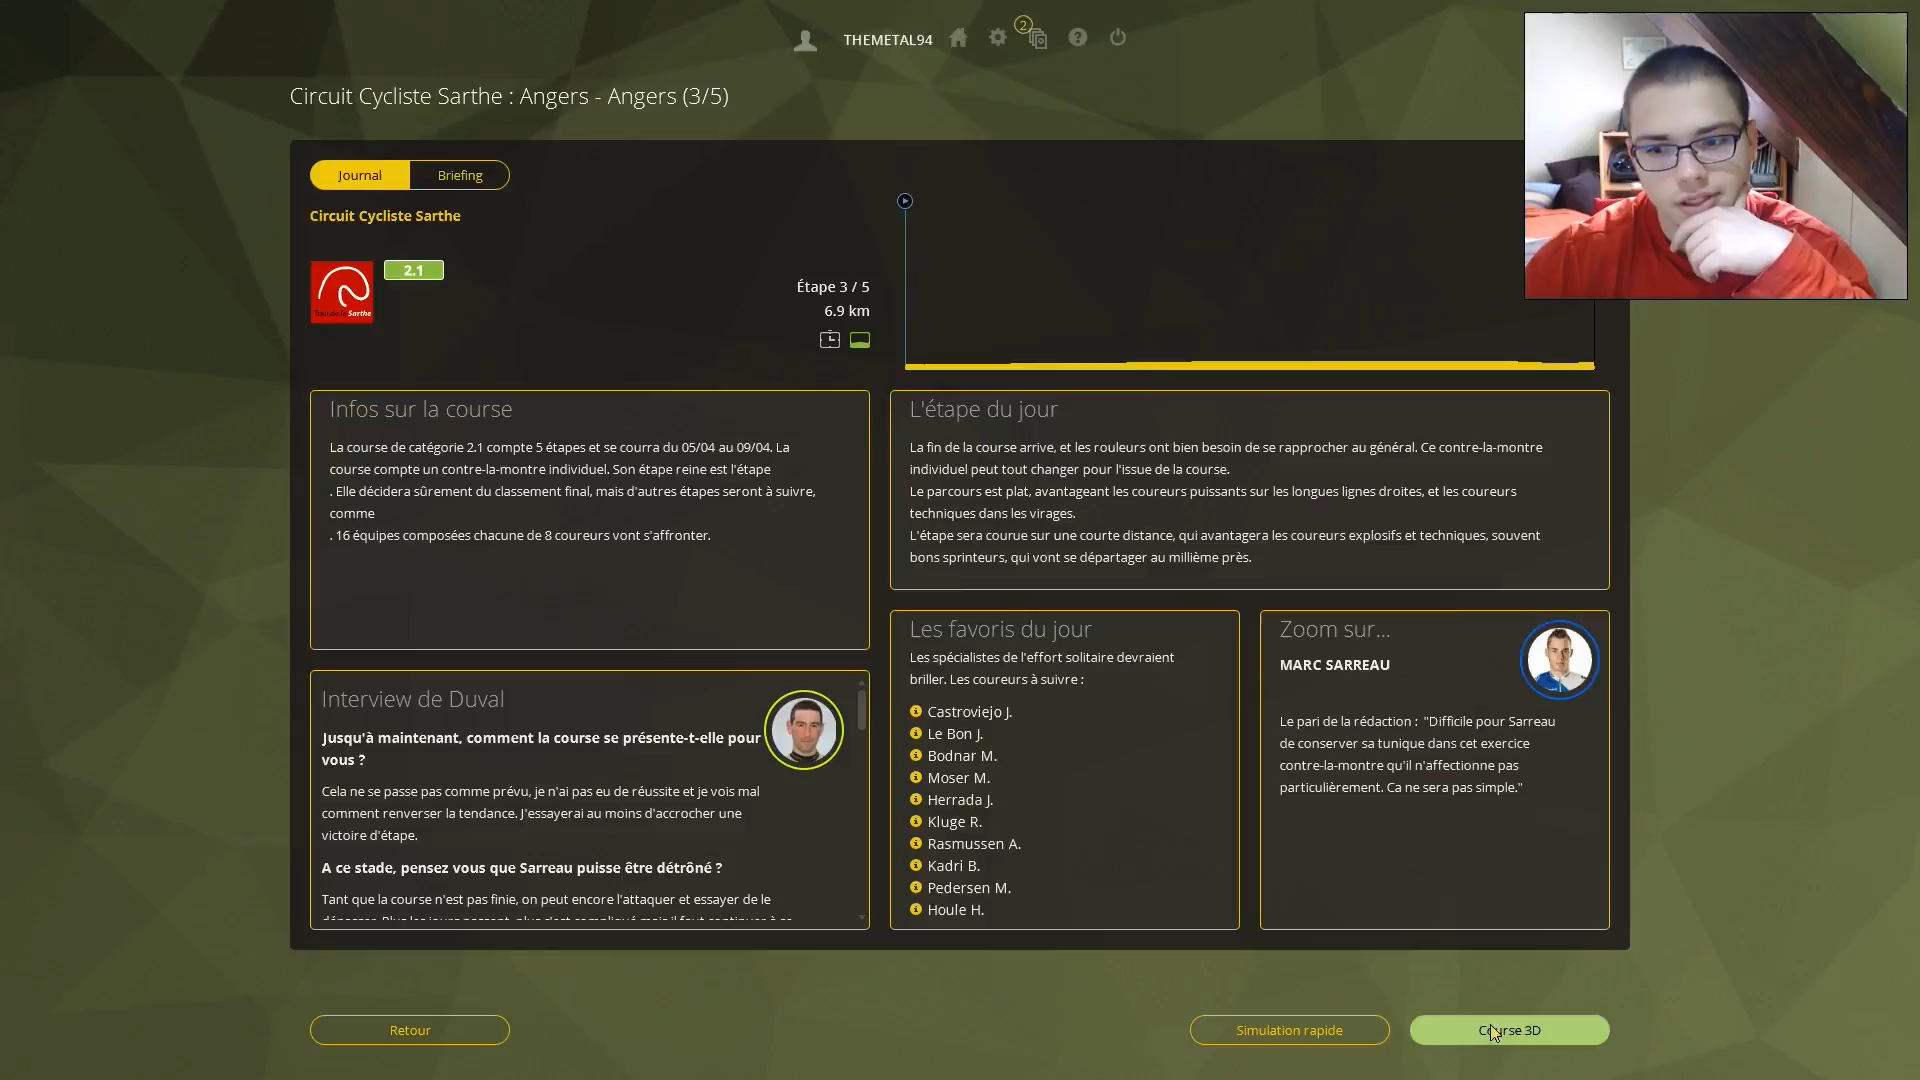 2
THEMETAL94
Circuit Cycliste Sarthe : Angers - Angers (3/5)
Journal
Briefing
Circuit Cycliste Sarthe
2.1
Tour de la Sarthe
Étape 3 / 5
6.9 km
Infos sur la course
La course de catégorie 2.1 compte 5 étapes et se courra du 05/04 au 09/04. La
course compte un contre-la-montre individuel. Son étape reine est l'étape
. Elle décidera sûrement du classement final, mais d'autres étapes seront à suivre,
comme
. 16 équipes composées chacune de 8 coureurs vont s'affronter.
L'étape du jour
La fin de la course arrive, et les rouleurs ont bien besoin de se rapprocher au général. Ce contre-la-montre
individuel peut tout changer pour l'issue de la course.
Le parcours est plat, avantageant les coureurs puissants sur les longues lignes droites, et les coureurs
techniques dans les virages.
L'étape sera courue sur une courte distance, qui avantagera les coureurs explosifs et techniques, souvent
bons sprinteurs, qui vont se départager au millième près.
Interview de Duval
Jusqu'à maintenant, comment la course se présente-t-elle pour
vous ?
Cela ne se passe pas comme prévu, je n'ai pas eu de réussite et je vois mal
comment renverser la tendance. J'essayerai au moins d'accrocher une
victoire d'étape.
A ce stade, pensez vous que Sarreau puisse être détrôné ?
Tant que la course n'est pas finie, on peut encore l'attaquer et essayer de le
Les favoris du jour
Les spécialistes de l'effort solitaire devraient
briller. Les coureurs à suivre :
Castroviejo J.
Le Bon J.
Bodnar M.
Moser M.
Herrada J.
Kluge R.
Rasmussen A.
Kadri B.
Pedersen M.
Houle H.
Zoom sur...
MARC SARREAU
Le pari de la rédaction : "Difficile pour Sarreau
de conserver sa tunique dans cet exercice
contre-la-montre qu'il n'affectionne pas
particulièrement. Ca ne sera pas simple."
Retour
Simulation rapide
Course 3D